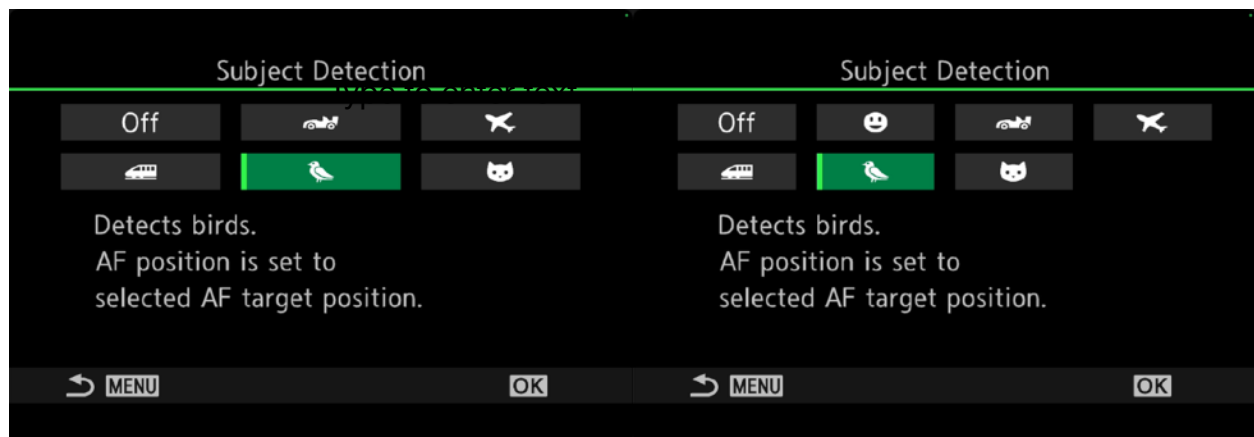 Subject Detection
Off
Detects birds.
AF position is set to
selected AF target position.
MENU
OK
Subject Detection
Off
Detects birds.
AF position is set to
selected AF target position.
MENU
OK